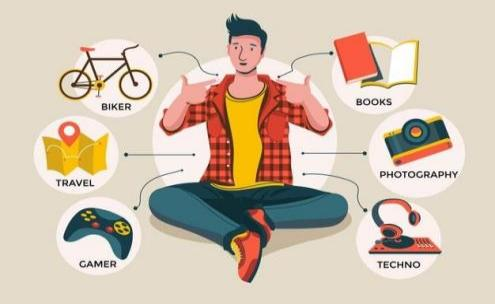 BIKER
BOOKS
TRAVEL
PHOTOGRAPHY
GAMER
TECHNO